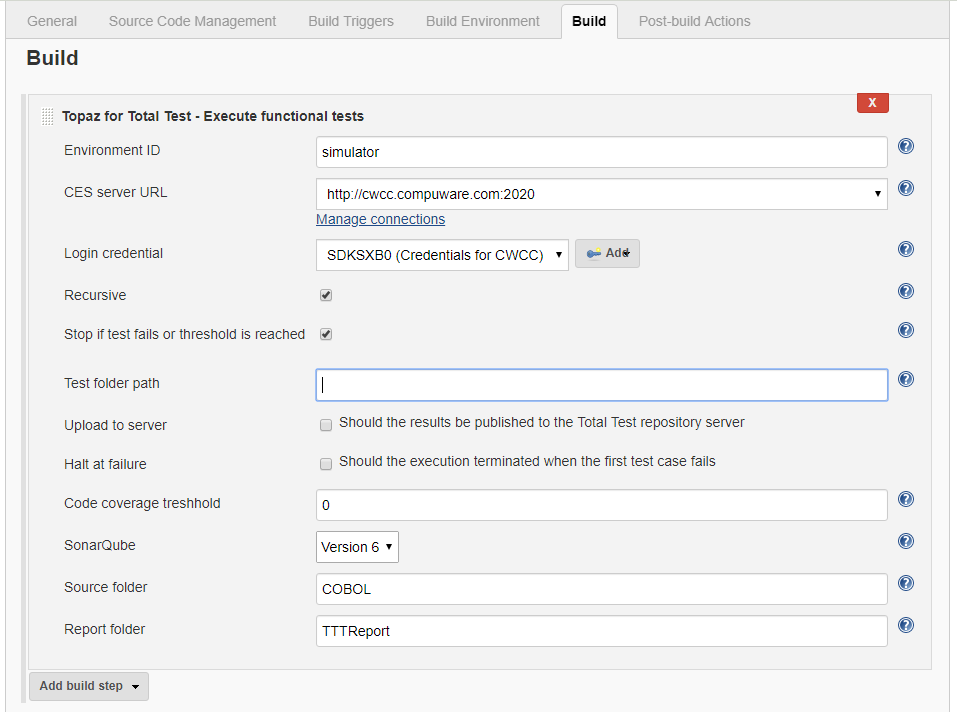 General Source Code Management Build Triggers Build Environment Build Post-build Actions
Build
X
Topaz for Total Test - Execute functional tests
Environment ID simulator ?
CES server URL http://cwcc.compuware.com:2020 ?
Manage connections
Login credential SDKSXB0 (Credentials for CWCC) Add ?
Recursive ?
Stop if test fails or threshold is reached ?
Test folder path ?
Upload to server Should the results be published to the Total Test repository server
Halt at failure Should the execution terminated when the first test case fails
Code coverage treshhold 0 ?
SonarQube Version 6 ?
Source folder COBOL ?
Report folder TTTReport ?
Add build step